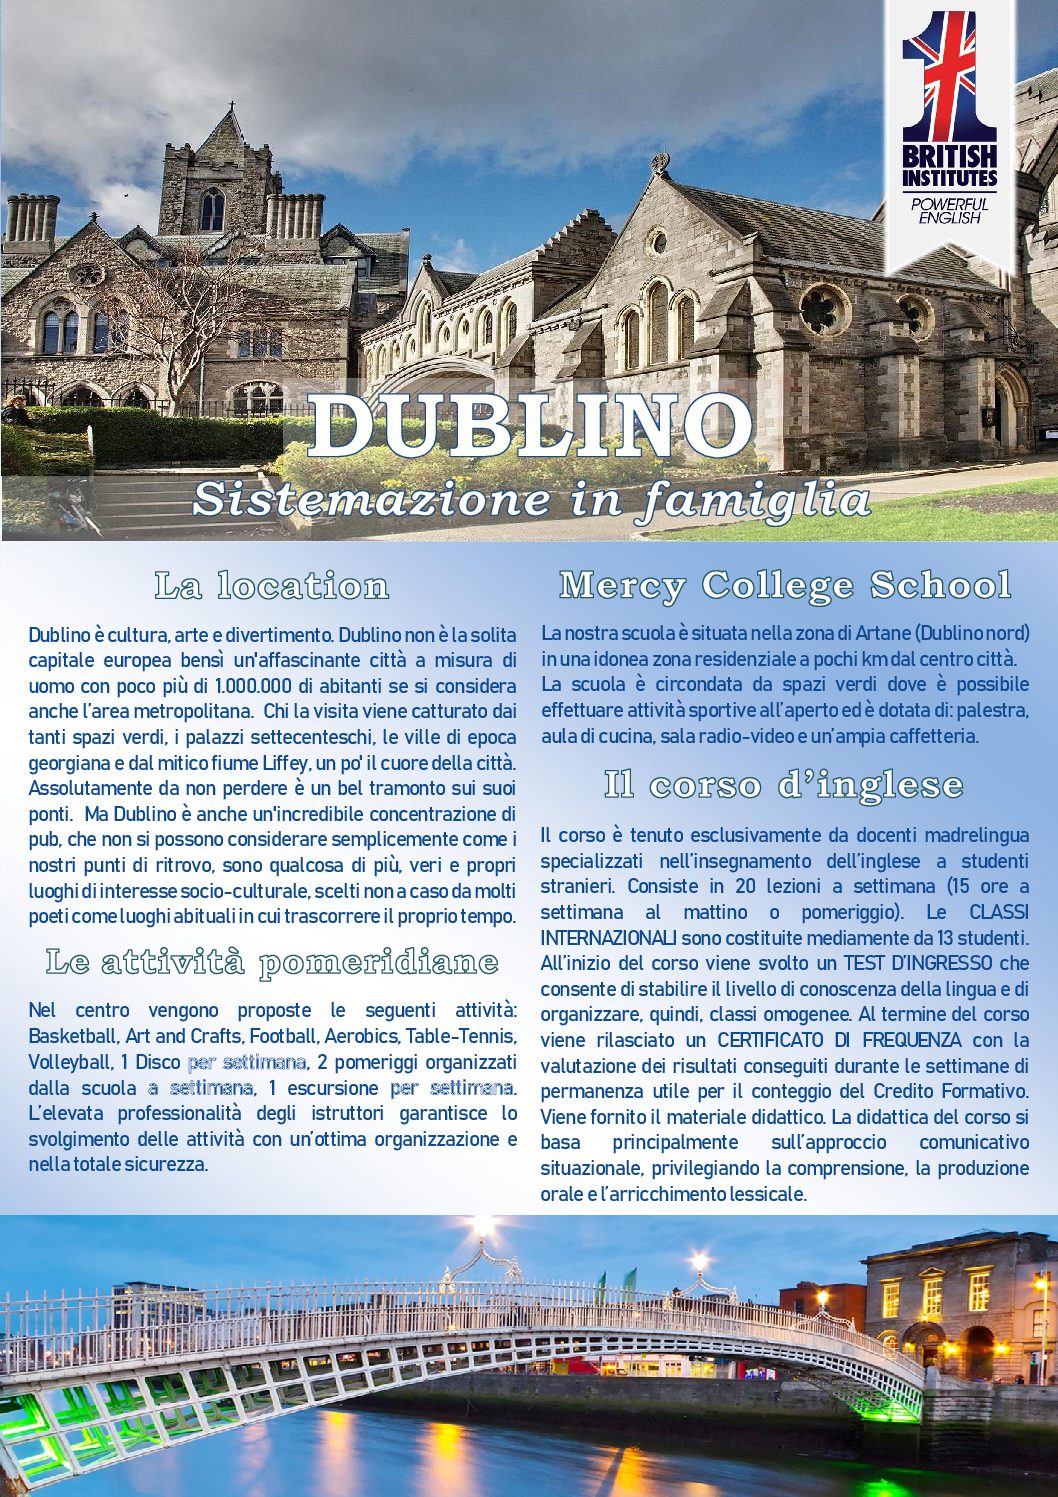 BRITISH
INSTITUTES
POWERFUL
ENGLISH
DUBLINO
Sistemazione in famiglia
La location
Dublino è cultura, arte e divertimento. Dublino non è la solita
capitale europea bensì un'affascinante città a misura di
uomo con poco più di 1.000.000 di abitanti se si considera
anche l’area metropolitana. Chi la visita viene catturato dai
tanti spazi verdi, i palazzi settecenteschi, le ville di epoca
georgiana e dal mitico fiume Liffey, un po' il cuore della città.
Assolutamente da non perdere è un bel tramonto sui suoi
ponti. Ma Dublino è anche un'incredibile concentrazione di
pub, che non si possono considerare semplicemente come i
nostri punti di ritrovo, sono qualcosa di più, veri e propri
luoghi di interesse socio-culturale, scelti non a caso da molti
poeti come luoghi abituali in cui trascorrere il proprio tempo.
Le attività pomeridiane
Nel centro vengono proposte le seguenti attività:
Basketball, Art and Crafts, Football, Aerobics, Table-Tennis,
Volleyball, 1 Disco per settimana, 2 pomeriggi organizzati
dalla scuola a settimana, 1 escursione per settimana.
L’elevata professionalità degli istruttori garantisce lo
svolgimento delle attività con un’ottima organizzazione e
nella totale sicurezza.
Mercy College School
La nostra scuola è situata nella zona di Artane (Dublino nord)
in una idonea zona residenziale a pochi km dal centro città.
La scuola è circondata da spazi verdi dove è possibile
effettuare attività sportive all’aperto ed è dotata di: palestra,
aula di cucina, sala radio-video e un’ampia caffetteria.
Il corso d’inglese
Il corso è tenuto esclusivamente da docenti madrelingua
specializzati nell’insegnamento dell’inglese a studenti
stranieri. Consiste in 20 lezioni a settimana (15 ore a
settimana al mattino o pomeriggio). Le CLASSI
INTERNAZIONALI sono costituite mediamente da 13 studenti.
All’inizio del corso viene svolto un TEST D’INGRESSO che
consente di stabilire il livello di conoscenza della lingua e di
organizzare, quindi, classi omogenee. Al termine del corso
viene rilasciato un CERTIFICATO DI FREQUENZA con la
valutazione dei risultati conseguiti durante le settimane di
permanenza utile per il conteggio del Credito Formativo.
Viene fornito il materiale didattico. La didattica del corso si
basa principalmente sull’approccio comunicativo
situazionale, privilegiando la comprensione, la produzione
orale e l’arricchimento lessicale.